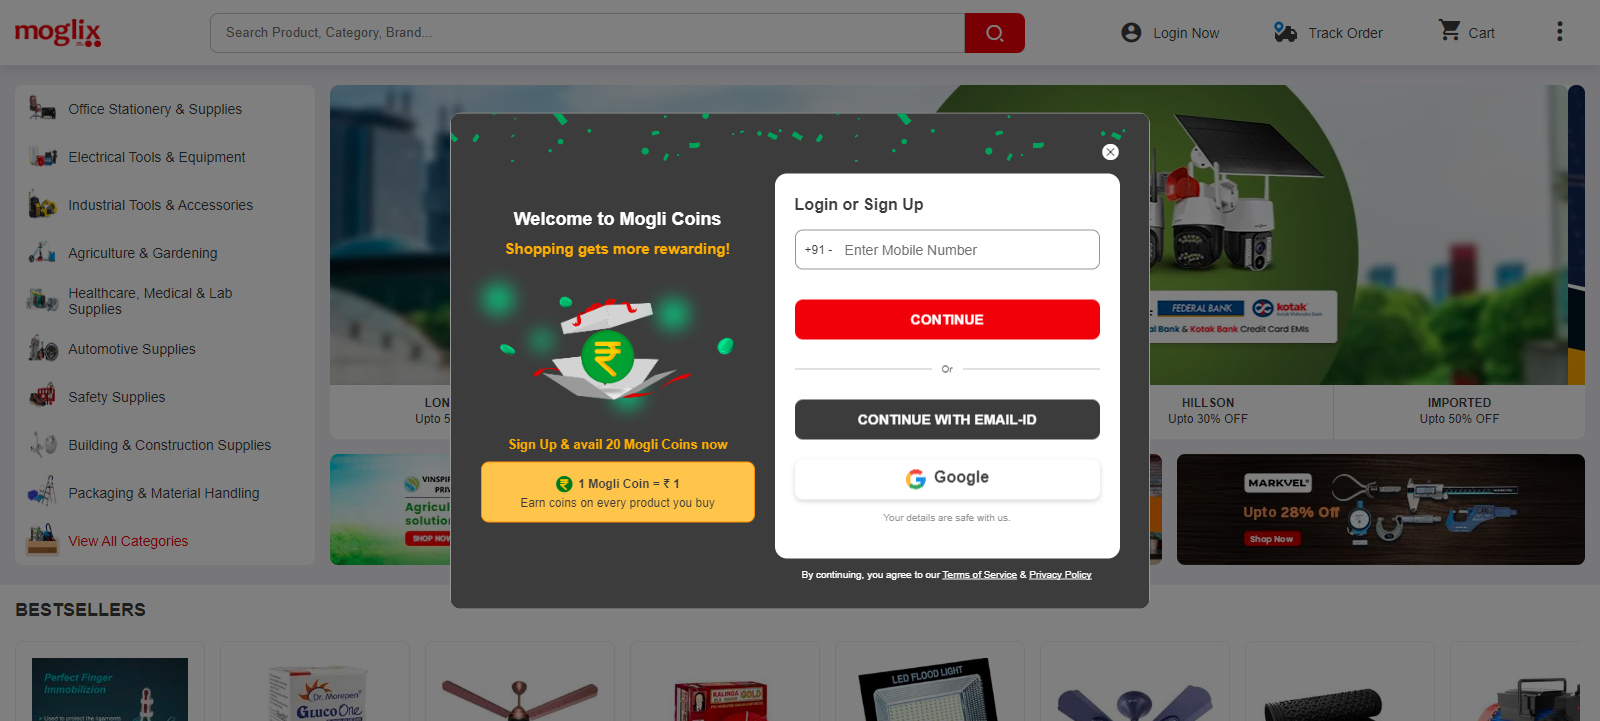 moglix
Search Product, Category, Brand...
Login Now
Track Order
Cart
Office Stationery & Supplies
Electrical Tools & Equipment
Industrial Tools & Accessories
Agriculture & Gardening
Healthcare, Medical & Lab
Supplies
Automotive Supplies
Safety Supplies
Building & Construction Supplies
Packaging & Material Handling
View All Categories
Welcome to Mogli Coins
Shopping gets more rewarding!
Sign Up & avail 20 Mogli Coins now
1 Mogli Coin = ₹ 1
Earn coins on every product you buy
Login or Sign Up
+91 -
Enter Mobile Number
CONTINUE
Or
CONTINUE WITH EMAIL-ID
Google
Your details are safe with us.
By continuing, you agree to our Terms of Service & Privacy Policy
FEDERAL BANK
kotak
Bank & Kotak Bank Credit Card EMIs
LON
Upto 5
HILLSON
Upto 30% OFF
IMPORTED
Upto 50% OFF
VINSPI
PRIV
Agricul
solution
SHOP NOW
MARKVEL
Upto 28% Off
Shop Now
BESTSELLERS
Perfect Finger
Immobilizion
Used to protect the ligaments
Dr. Morepen
GLUCOONE
KALINGA
GOLD
LED FLOOD LIGHT